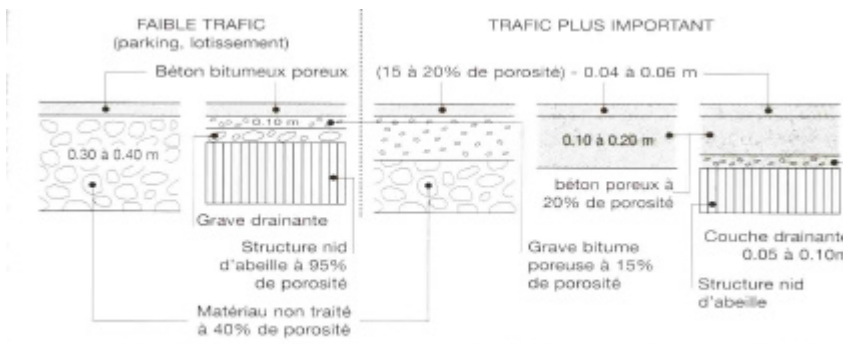 FAIBLE TRAFIC
(parking, lotissement)
TRAFIC PLUS IMPORTANT
Béton bitumeux poreux
(15 à 20% de porosité) - 0.04 à 0.06 m
0.10 m
0.30 à 0.40 m
0.10 à 0.20 m
Grave drainante
béton poreux à
20% de porosité
Structure nid
d'abeille à 95%
de porosité
Grave bitume
poreuse à 15%
de porosité
Couche drainante
0.05 à 0.10m
Structure nid
d'abeille
Matériau non traité
à 40% de porosité